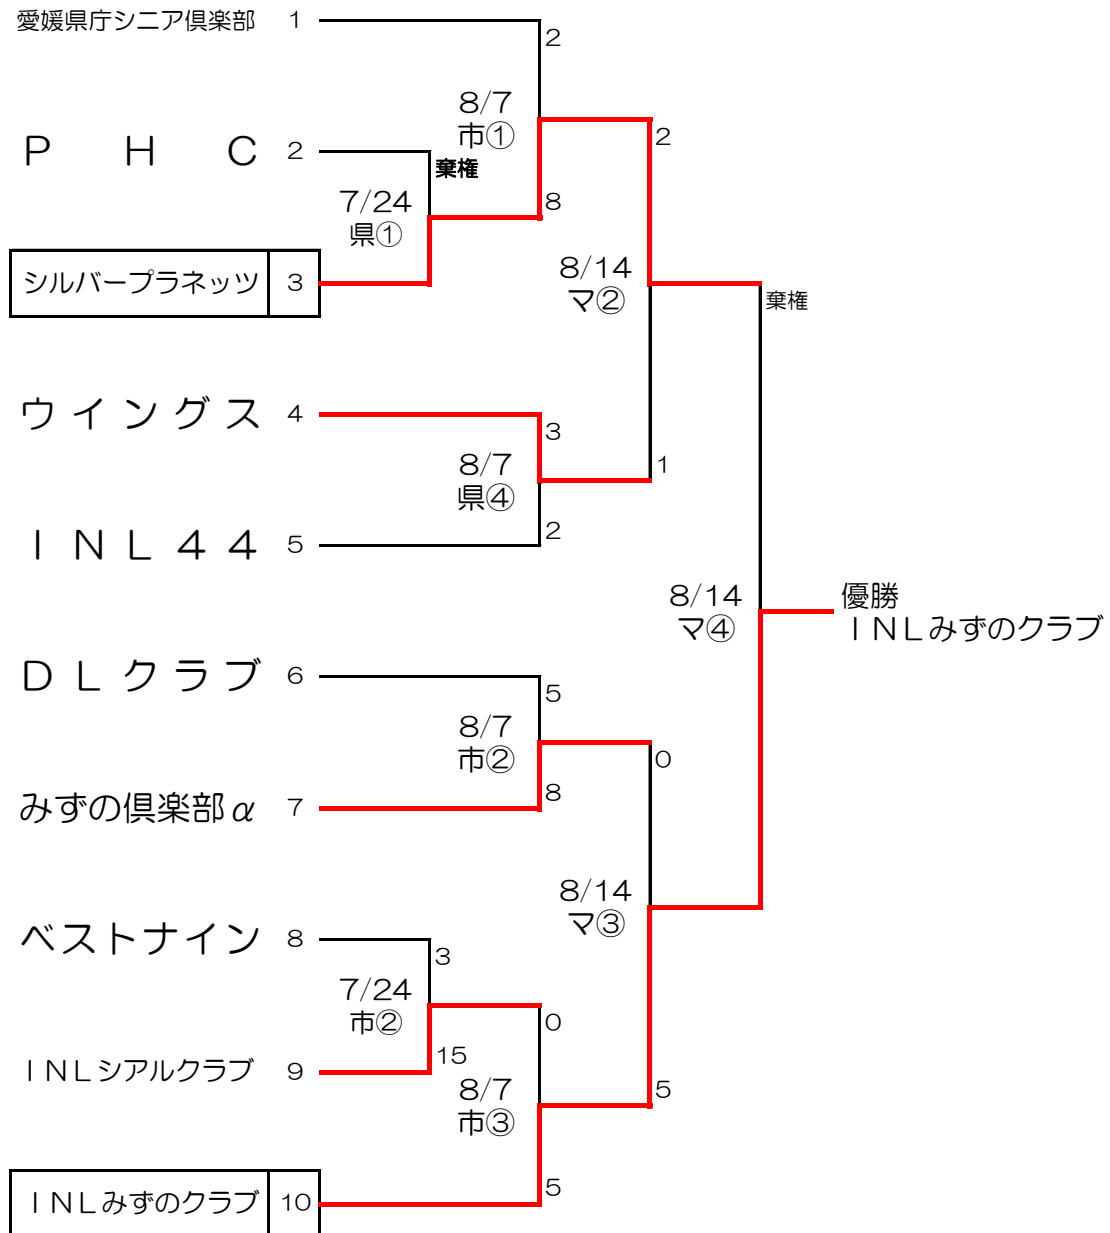 愛媛県庁シニア倶楽部 1
2
8/7
市①
P H C 2
棄権
2
7/24
県①
8
シルバープラネッツ 3
8/14
マ②
棄権
ウイングス 4
3
8/7
県④
1
INL44 5
2
8/14
マ④
優勝
INLみずのクラブ
DLクラブ 6
5
8/7
市②
0
みずの倶楽部α 7
8
8/14
マ③
ベストナイン 8
3
7/24
市②
0
INLシアルクラブ 9
15
8/7
市③
5
INLみずのクラブ 10
5